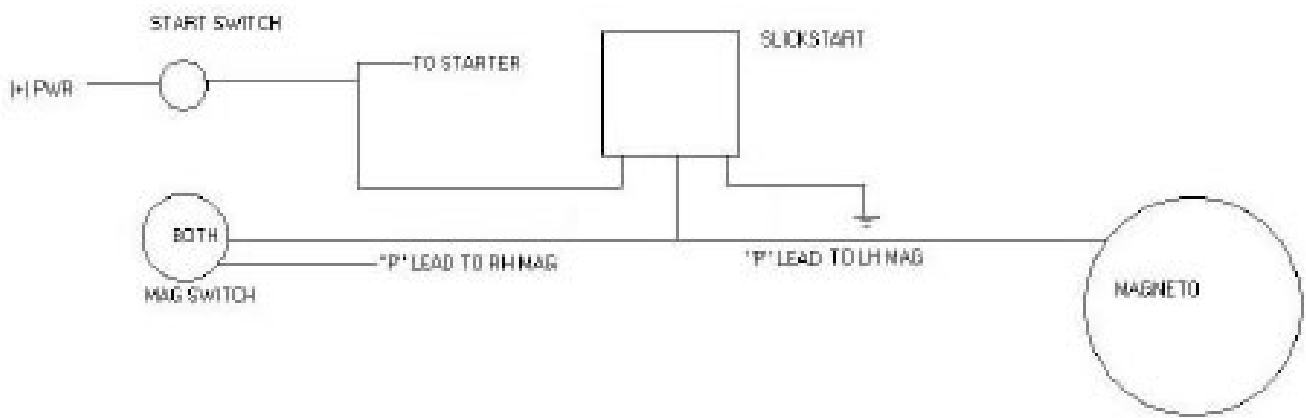 START SWITCH
SLICKSTART
TO STARTER
(+) PWR
BOTH
"P" LEAD TO RH MAG
"P" LEAD TO LH MAG
MAG SWITCH
MAGNETO